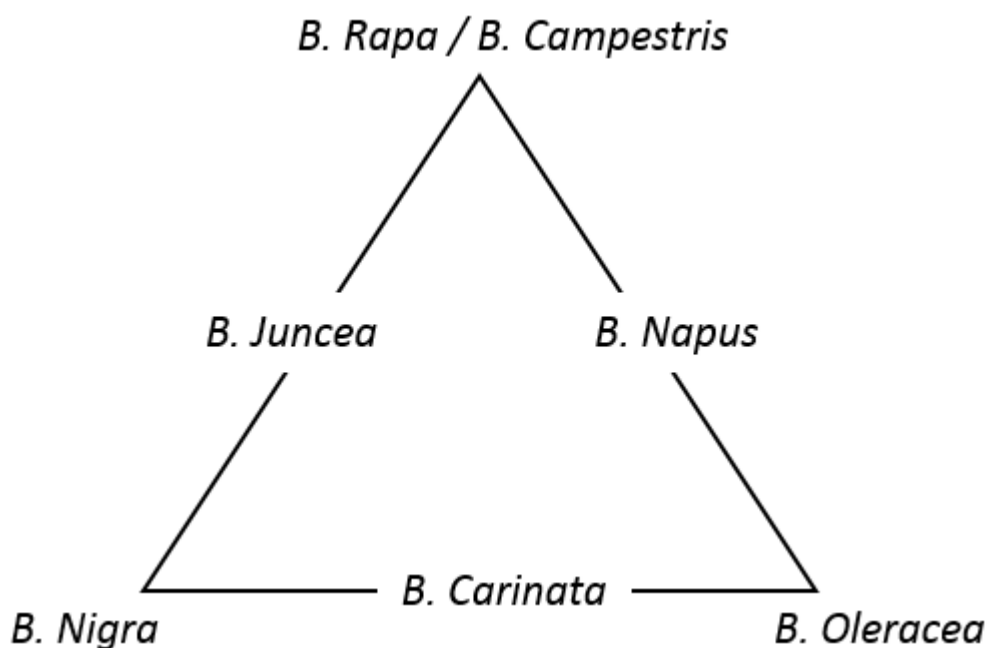 B. Rapa / B. Campestris
B. Juncea
B. Napus
B. Carinata
B. Nigra
B. Oleracea